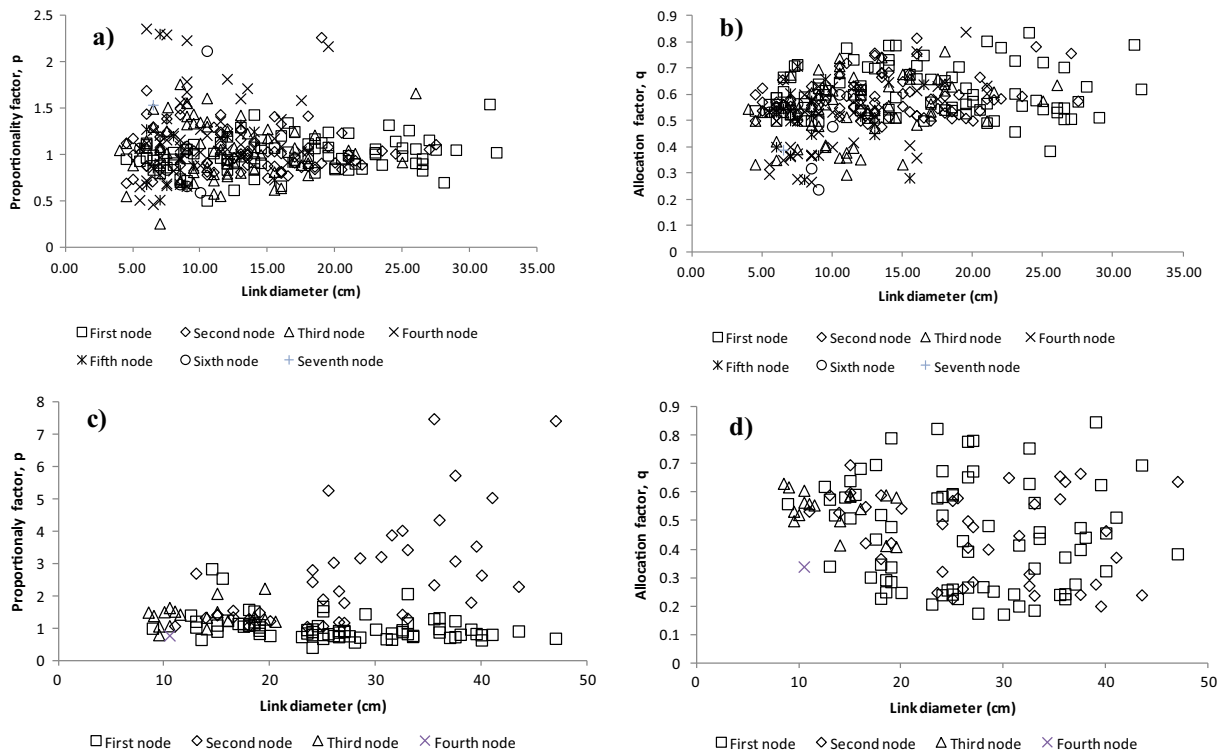 a)
Proportionality factor, p
2.5
2
1.5
1
0.5
0
0.00 5.00 10.00 15.00 20.00 25.00 30.00 35.00
Link diameter (cm)
First node Second node Third node Fourth node
Fifth node Sixth node Seventh node
b)
Allocation factor, q
0.9
0.8
0.7
0.6
0.5
0.4
0.3
0.2
0.1
0
0.00 5.00 10.00 15.00 20.00 25.00 30.00 35.00
Link diameter (cm)
First node Second node Third node Fourth node
Fifth node Sixth node Seventh node
c)
Proportionaly factor, p
8
7
6
5
4
3
2
1
0
0 10 20 30 40 50
Link diameter (cm)
First node Second node Third node Fourth node
d)
Allocation factor, q
0.9
0.8
0.7
0.6
0.5
0.4
0.3
0.2
0.1
0
0 10 20 30 40 50
Link diameter (cm)
First node Second node Third node Fourth node